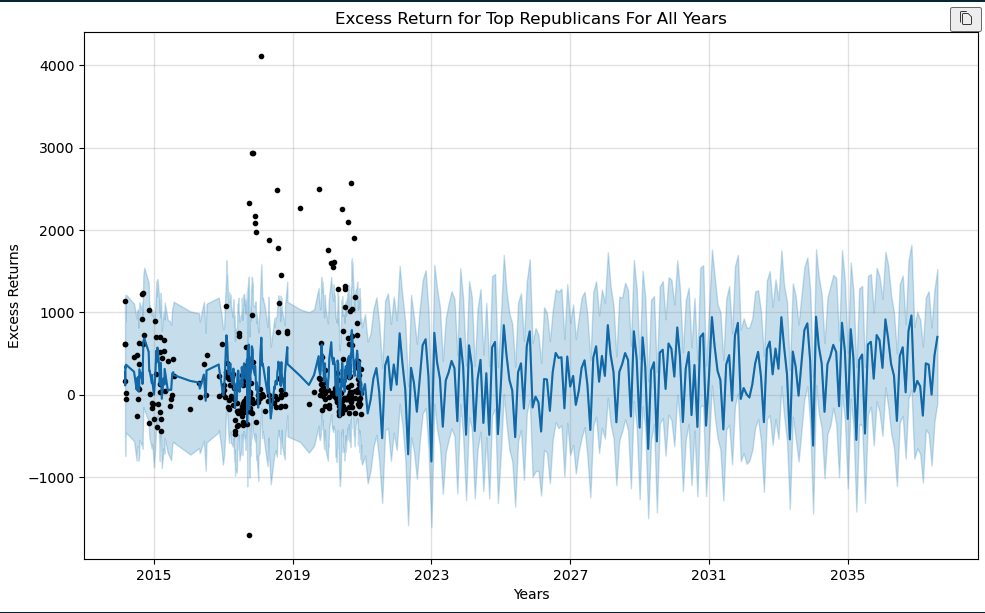 Excess Return for Top Republicans For All Years
4000
3000
2000
1000
0
−1000
Excess Returns
2015 2019 2023 2027 2031 2035
Years